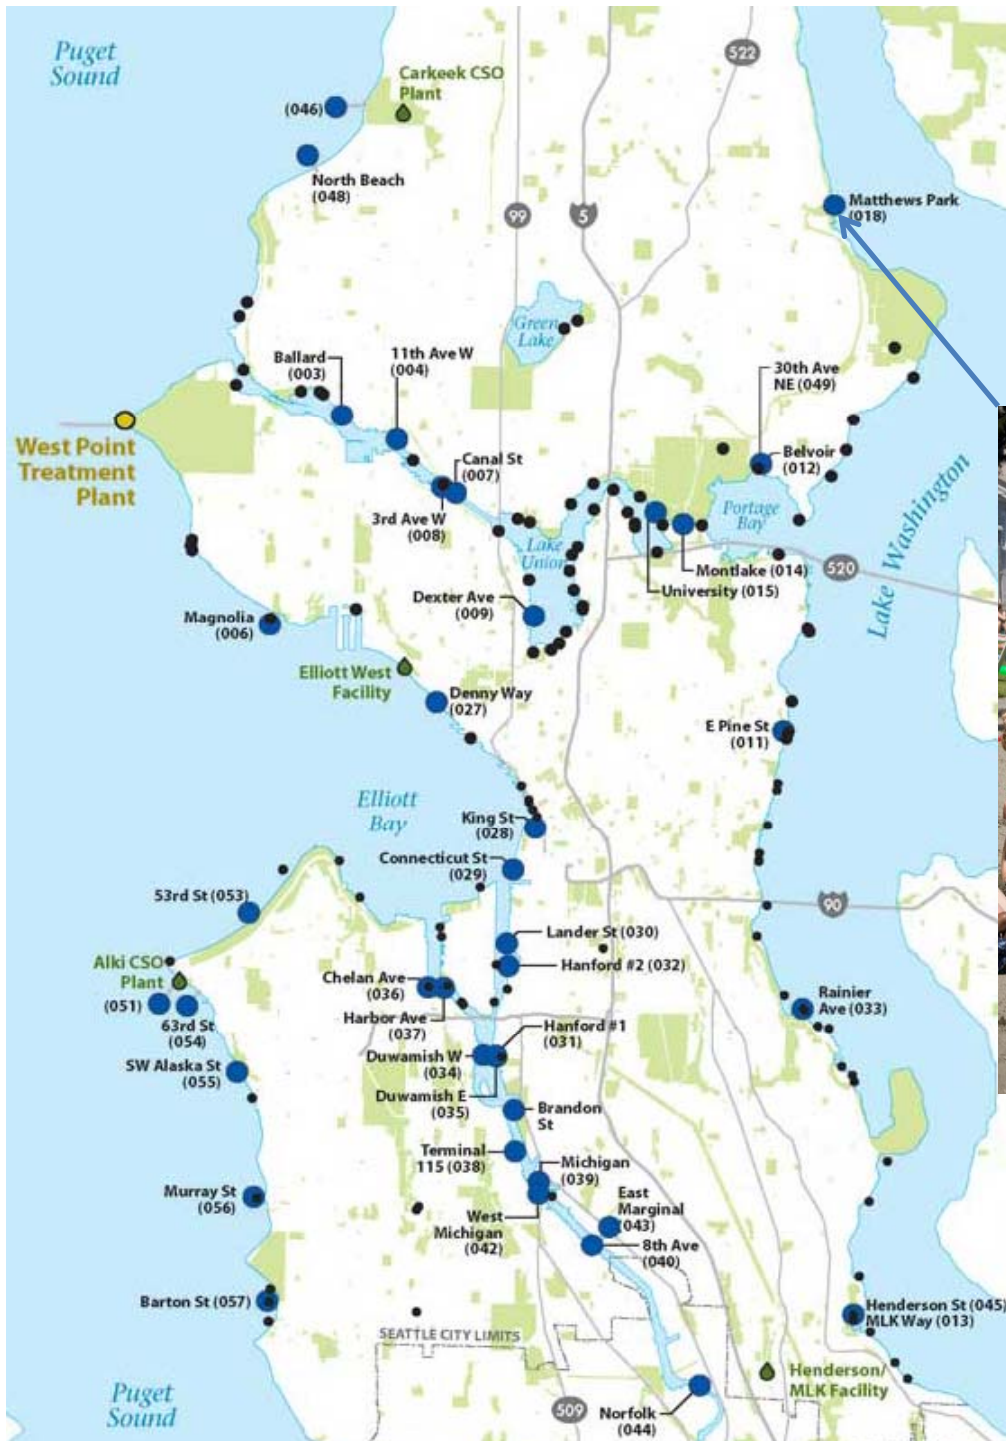 Puget
Sound
522
Carkeek CSO
Plant
(046)
North Beach
(048)
99
5
Matthews Park
(018)
Green
Lake
Ballard
(003)
11th Ave W
(004)
30th Ave
NE (049)
West Point
Treatment
Plant
Canal St
(007)
Belvoir
(012)
3rd Ave W
(008)
Portage
Bay
Lake Washington
Lake
Union
520
Montlake (014)
University (015)
Dexter Ave
(009)
Magnolia
(006)
Elliott West
Facility
Denny Way
(027)
E Pine St
(011)
Elliott
Bay
King St
(028)
Connecticut St
(029)
53rd St (053)
90
Lander St (030)
Hanford #2 (032)
Alki CSO
Plant
Chelan Ave
(036)
(051)
63rd St
(054)
Harbor Ave
(037)
Rainier
Ave (033)
Hanford #1
(031)
SW Alaska St
(055)
Duwamish W
(034)
Duwamish E
(035)
Brandon
St
Terminal
115 (038)
Michigan
(039)
Murray St
(056)
West
Michigan
(042)
East
Marginal
(043)
8th Ave
(040)
Barton St (057)
Henderson St (045)
MLK Way (013)
SEATTLE CITY LIMITS
Henderson/
MLK Facility
Puget
Sound
509
Norfolk
(044)